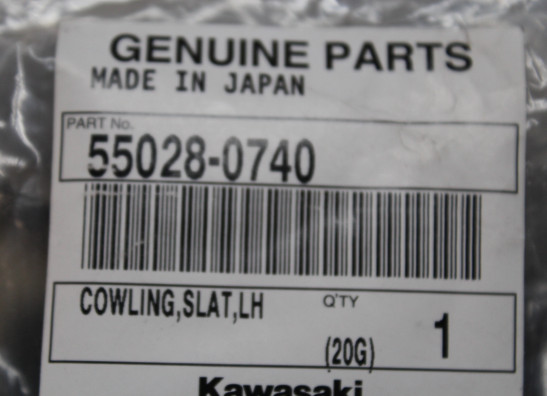 GENUINE PARTS
MADE IN JAPAN
PART No.
55028-0740
COWLING,SLAT,LH Q'TY
(20G) 1
Kawasaki